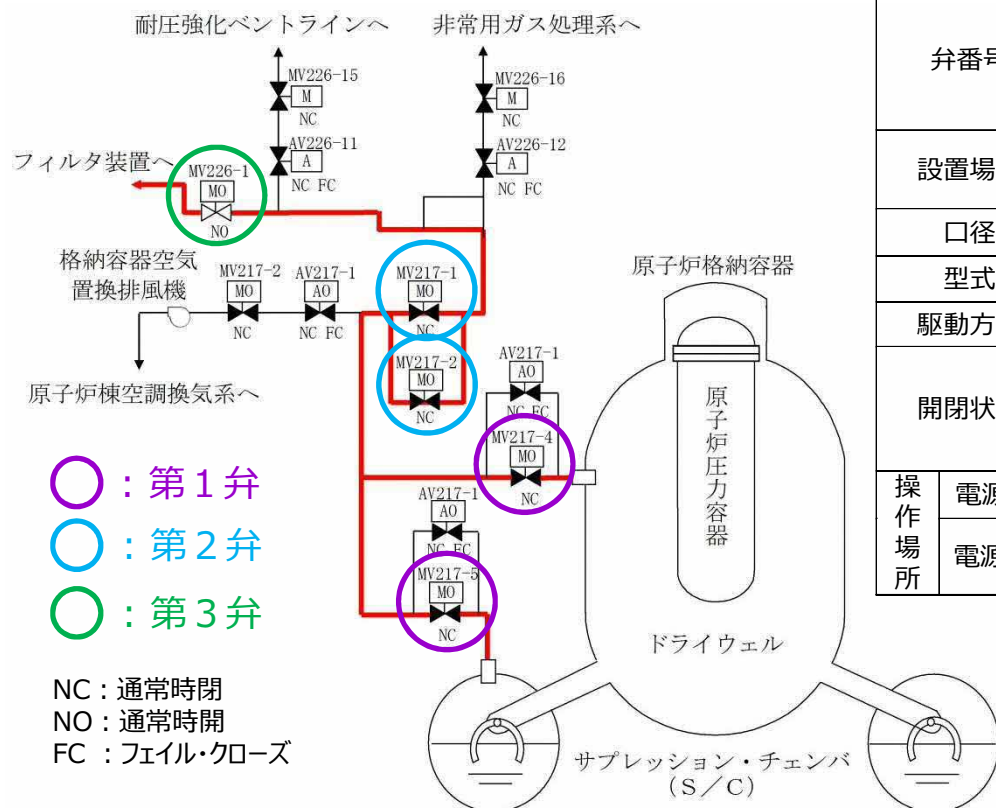 耐圧強化ベントラインへ
非常用ガス処理系へ
MV226-15
M
NC
MV226-16
M
NC
AV226-11
A
NC FC
AV226-12
A
NC FC
フィルタ装置へ
MV226-1
MO
NO
格納容器空気
置換排風機
MV217-2
MO
NC
AV217-1
AO
NC FC
MV217-1
MO
NC
MV217-2
MO
NC
原子炉棟空調換気系へ
原子炉格納容器
原子炉圧力容器
AV217-1
AO
NC FC
MV217-4
MO
NC
AV217-1
AO
NC FC
MV217-5
MO
NC
ドライウェル
サプレッション・チェンバ
(S/C)
:第1弁
:第2弁
:第3弁
NC:通常時閉
NO:通常時開
FC:フェイル・クローズ
弁番号
設置場
口径
型式
駆動方
開閉状
操作場所
電源
電源